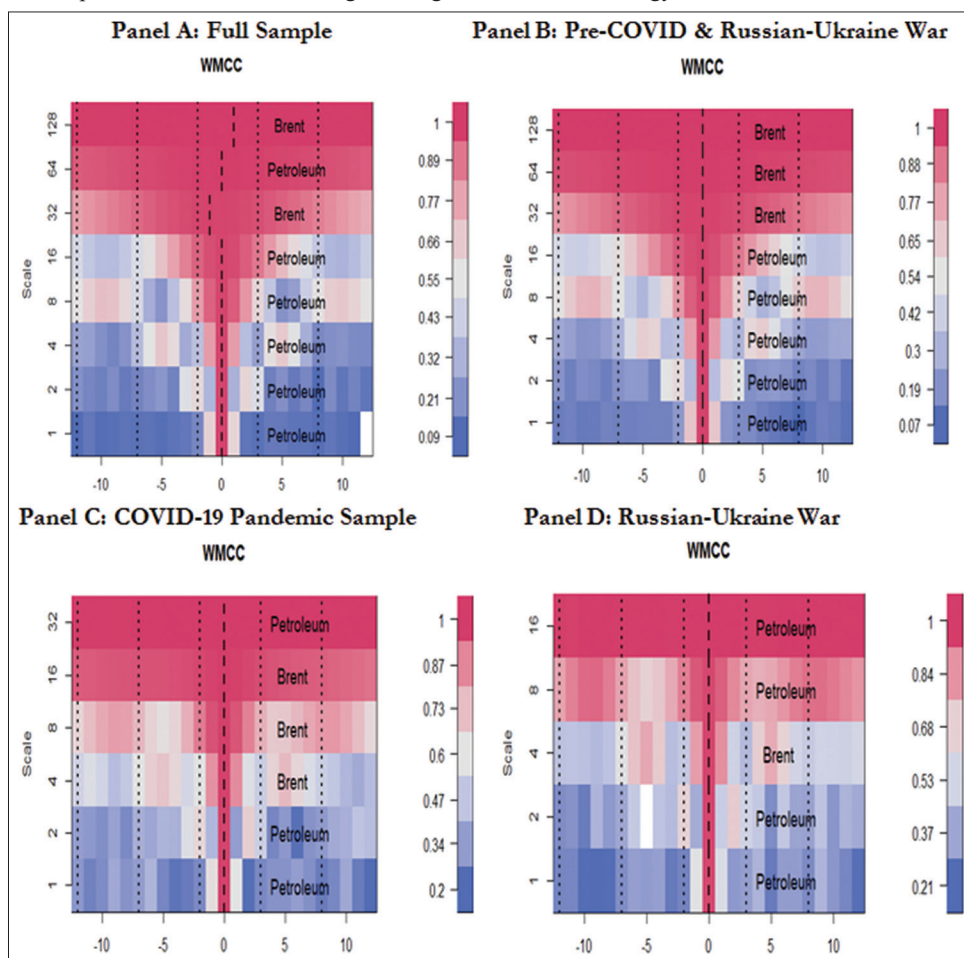 Panel A: Full Sample
WMCC
Scale
128
64
32
16
8
4
2
1
Brent
Petroleum
Brent
Petroleum
Petroleum
Petroleum
Petroleum
Petroleum
-10 -5 0 5 10
1
0.89
0.77
0.66
0.55
0.43
0.32
0.21
0.09
Panel B: Pre-COVID & Russian-Ukraine War
WMCC
Scale
128
64
32
16
8
4
2
1
Brent
Brent
Brent
Petroleum
Petroleum
Petroleum
Petroleum
Petroleum
-10 -5 0 5 10
1
0.88
0.77
0.65
0.54
0.42
0.3
0.19
0.07
Panel C: COVID-19 Pandemic Sample
WMCC
Scale
32
16
8
4
2
1
Petroleum
Brent
Brent
Brent
Petroleum
Petroleum
-10 -5 0 5 10
1
0.87
0.73
0.6
0.47
0.34
0.2
Panel D: Russian-Ukraine War
WMCC
Scale
16
8
4
2
1
Petroleum
Petroleum
Brent
Petroleum
Petroleum
-10 -5 0 5 10
1
0.84
0.68
0.53
0.37
0.21